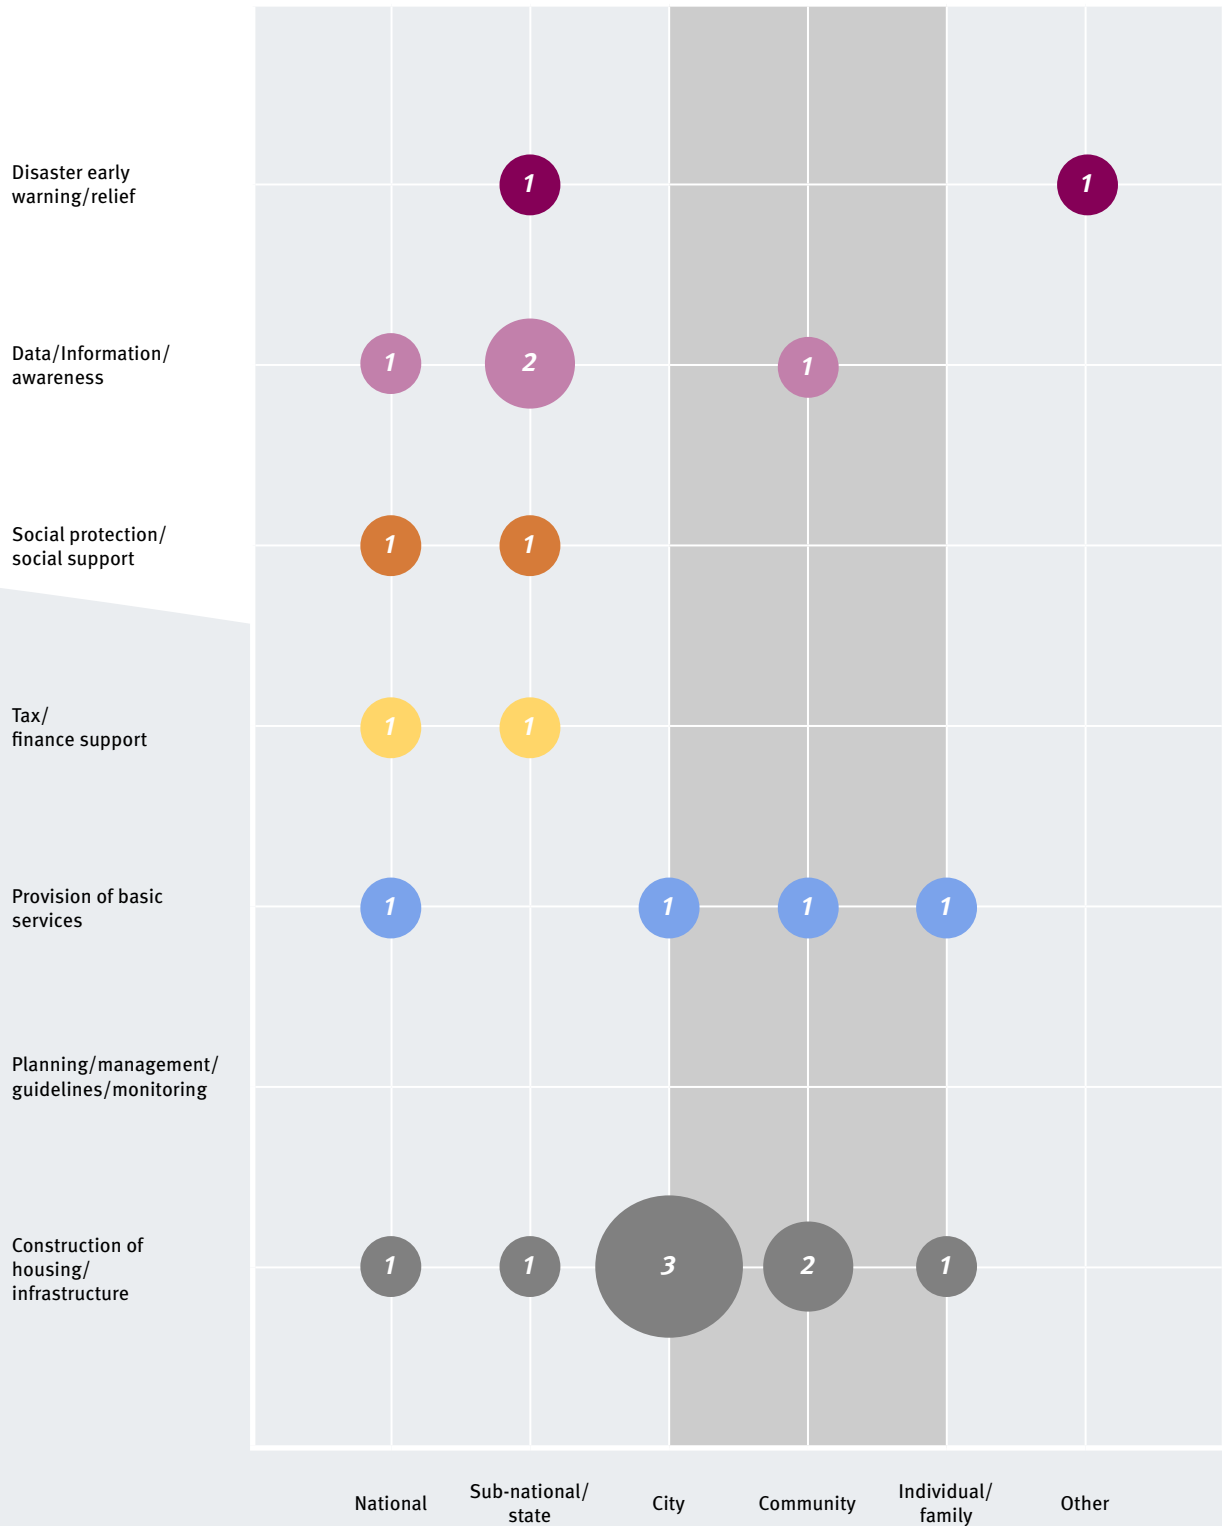 Disaster early
warning/relief
1
1
Data/Information/
awareness
1
2
1
Social protection/
social support
1
1
Tax/
finance support
1
1
Provision of basic
services
1
1
1
1
Planning/management/
guidelines/monitoring
Construction of
housing/
infrastructure
1
1
3
2
1
National
Sub-national/
state
City
Community
Individual/
family
Other